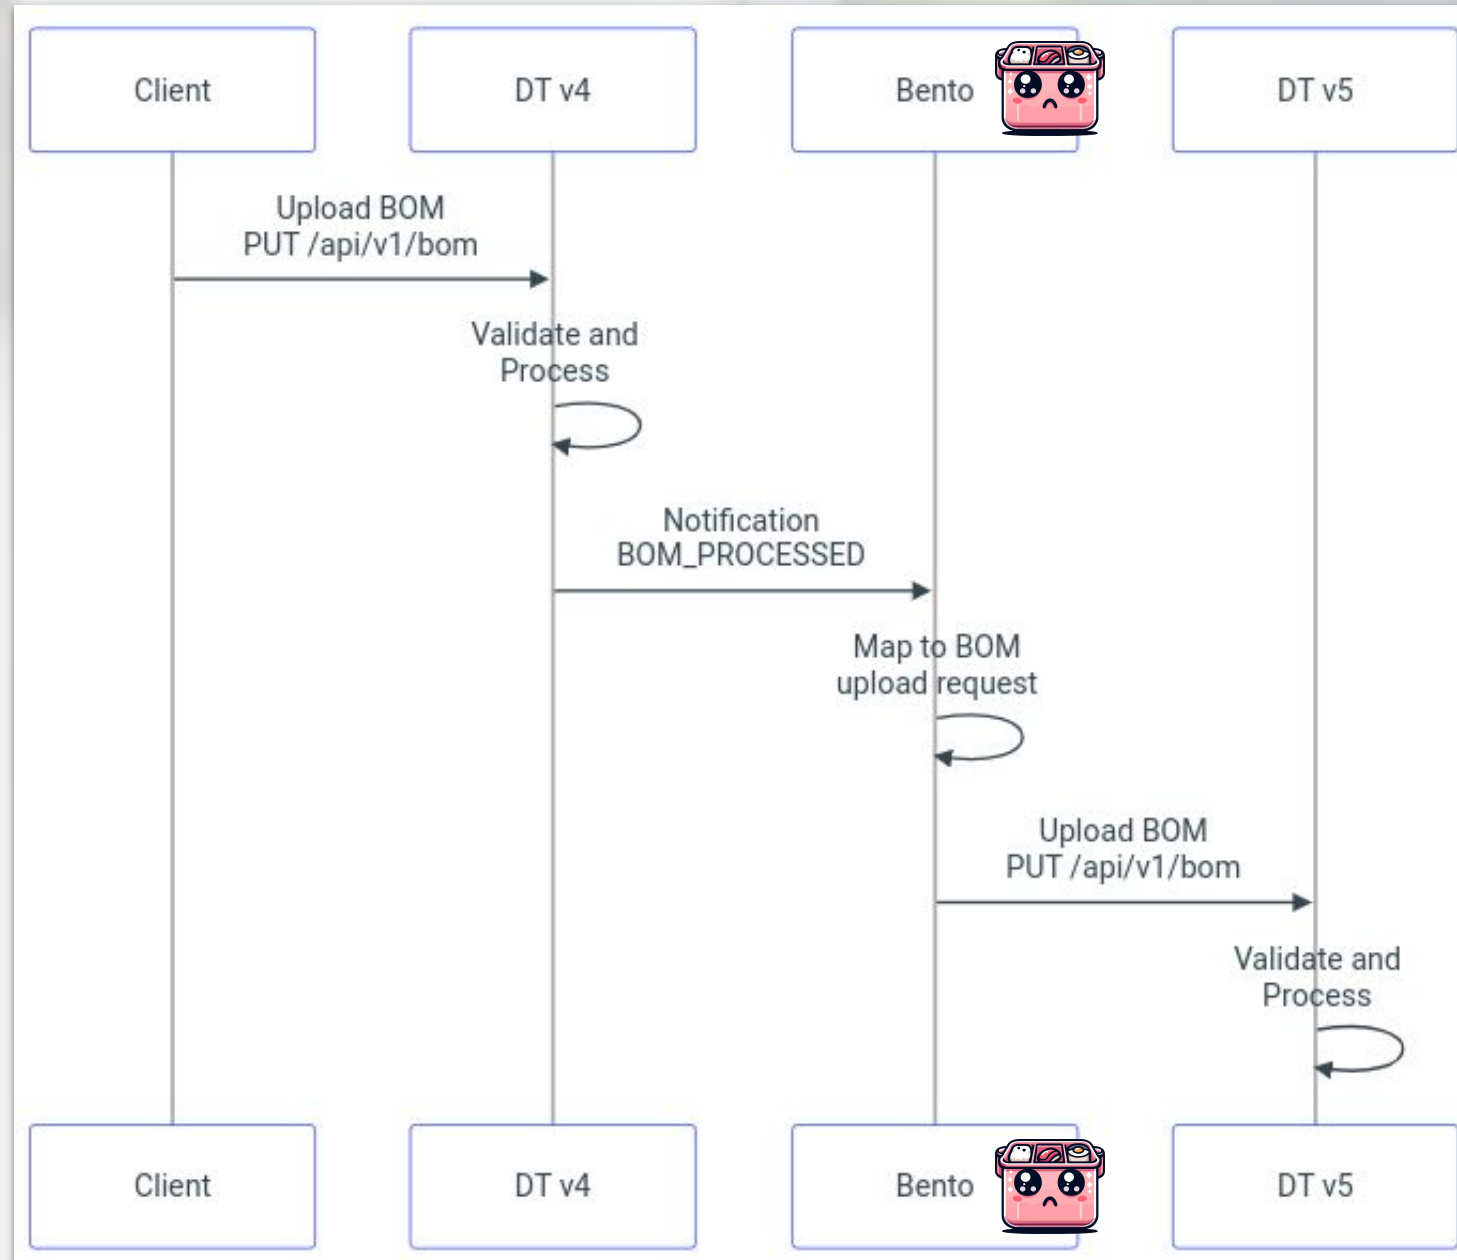 Client
DT v4
Bento
DT v5
Upload BOM
PUT /api/v1/bom
Validate and
Process
Notification
BOM_PROCESSED
Map to BOM
upload request
Upload BOM
PUT /api/v1/bom
Validate and
Process
Client
DT v4
Bento
DT v5